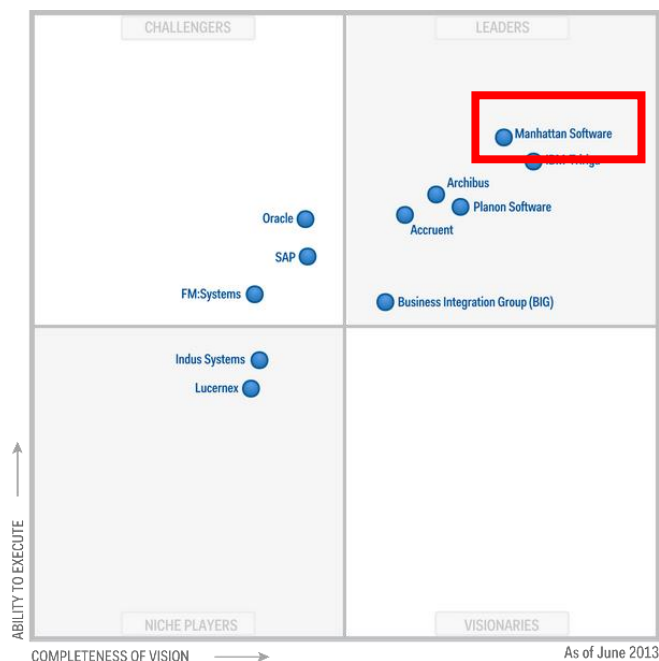 CHALLENGERS
LEADERS
Manhattan Software
Archibus
Planon Software
Accruent
Oracle
SAP
FM:Systems
Business Integration Group (BIG)
Indus Systems
Lucernex
ABILITY TO EXECUTE
NICHE PLAYERS
VISIONARIES
COMPLETENESS OF VISION
As of June 2013